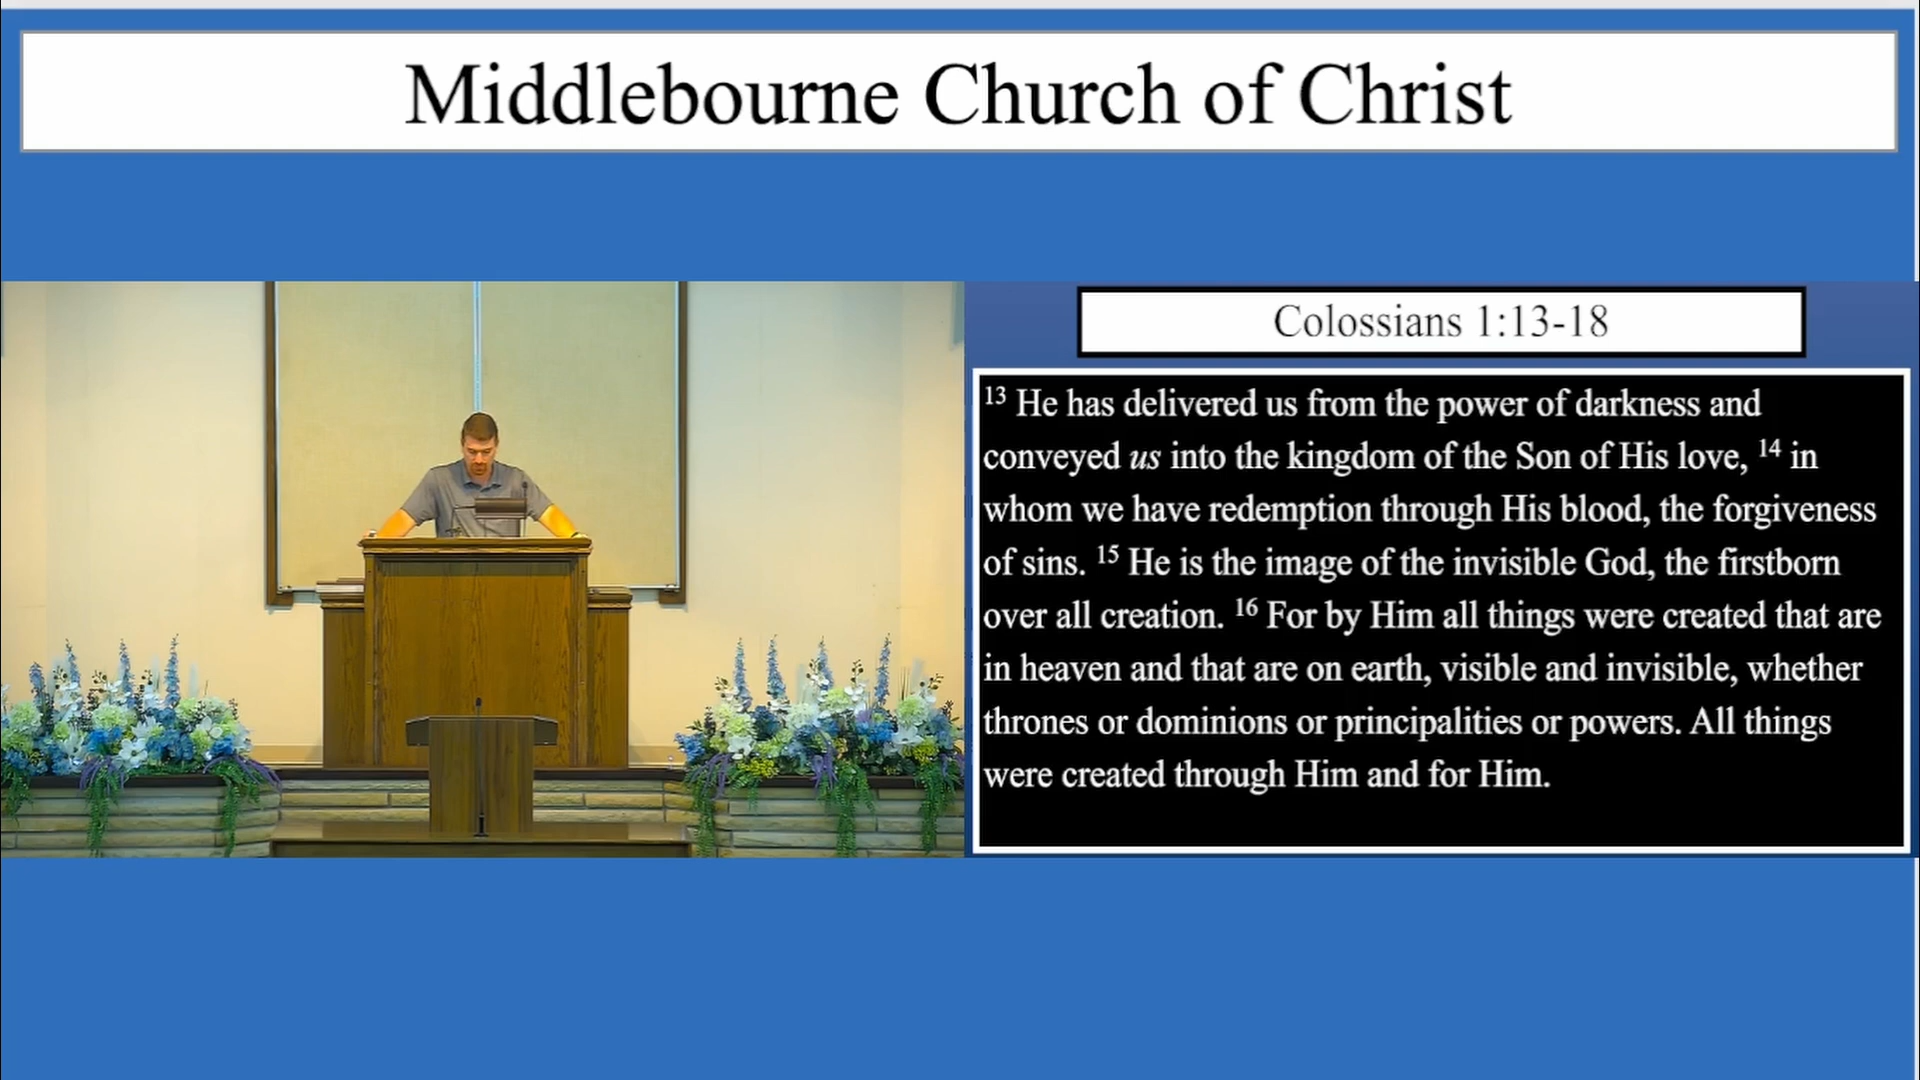 Middlebourne Church of Christ
Colossians 1:13-18
13 He has delivered us from the power of darkness and
conveyed us into the kingdom of the Son of His love, 14 in
whom we have redemption through His blood, the forgiveness
of sins. 15 He is the image of the invisible God, the firstborn
over all creation. 16 For by Him all things were created that are
in heaven and that are on earth, visible and invisible, whether
thrones or dominions or principalities or powers. All things
were created through Him and for Him.